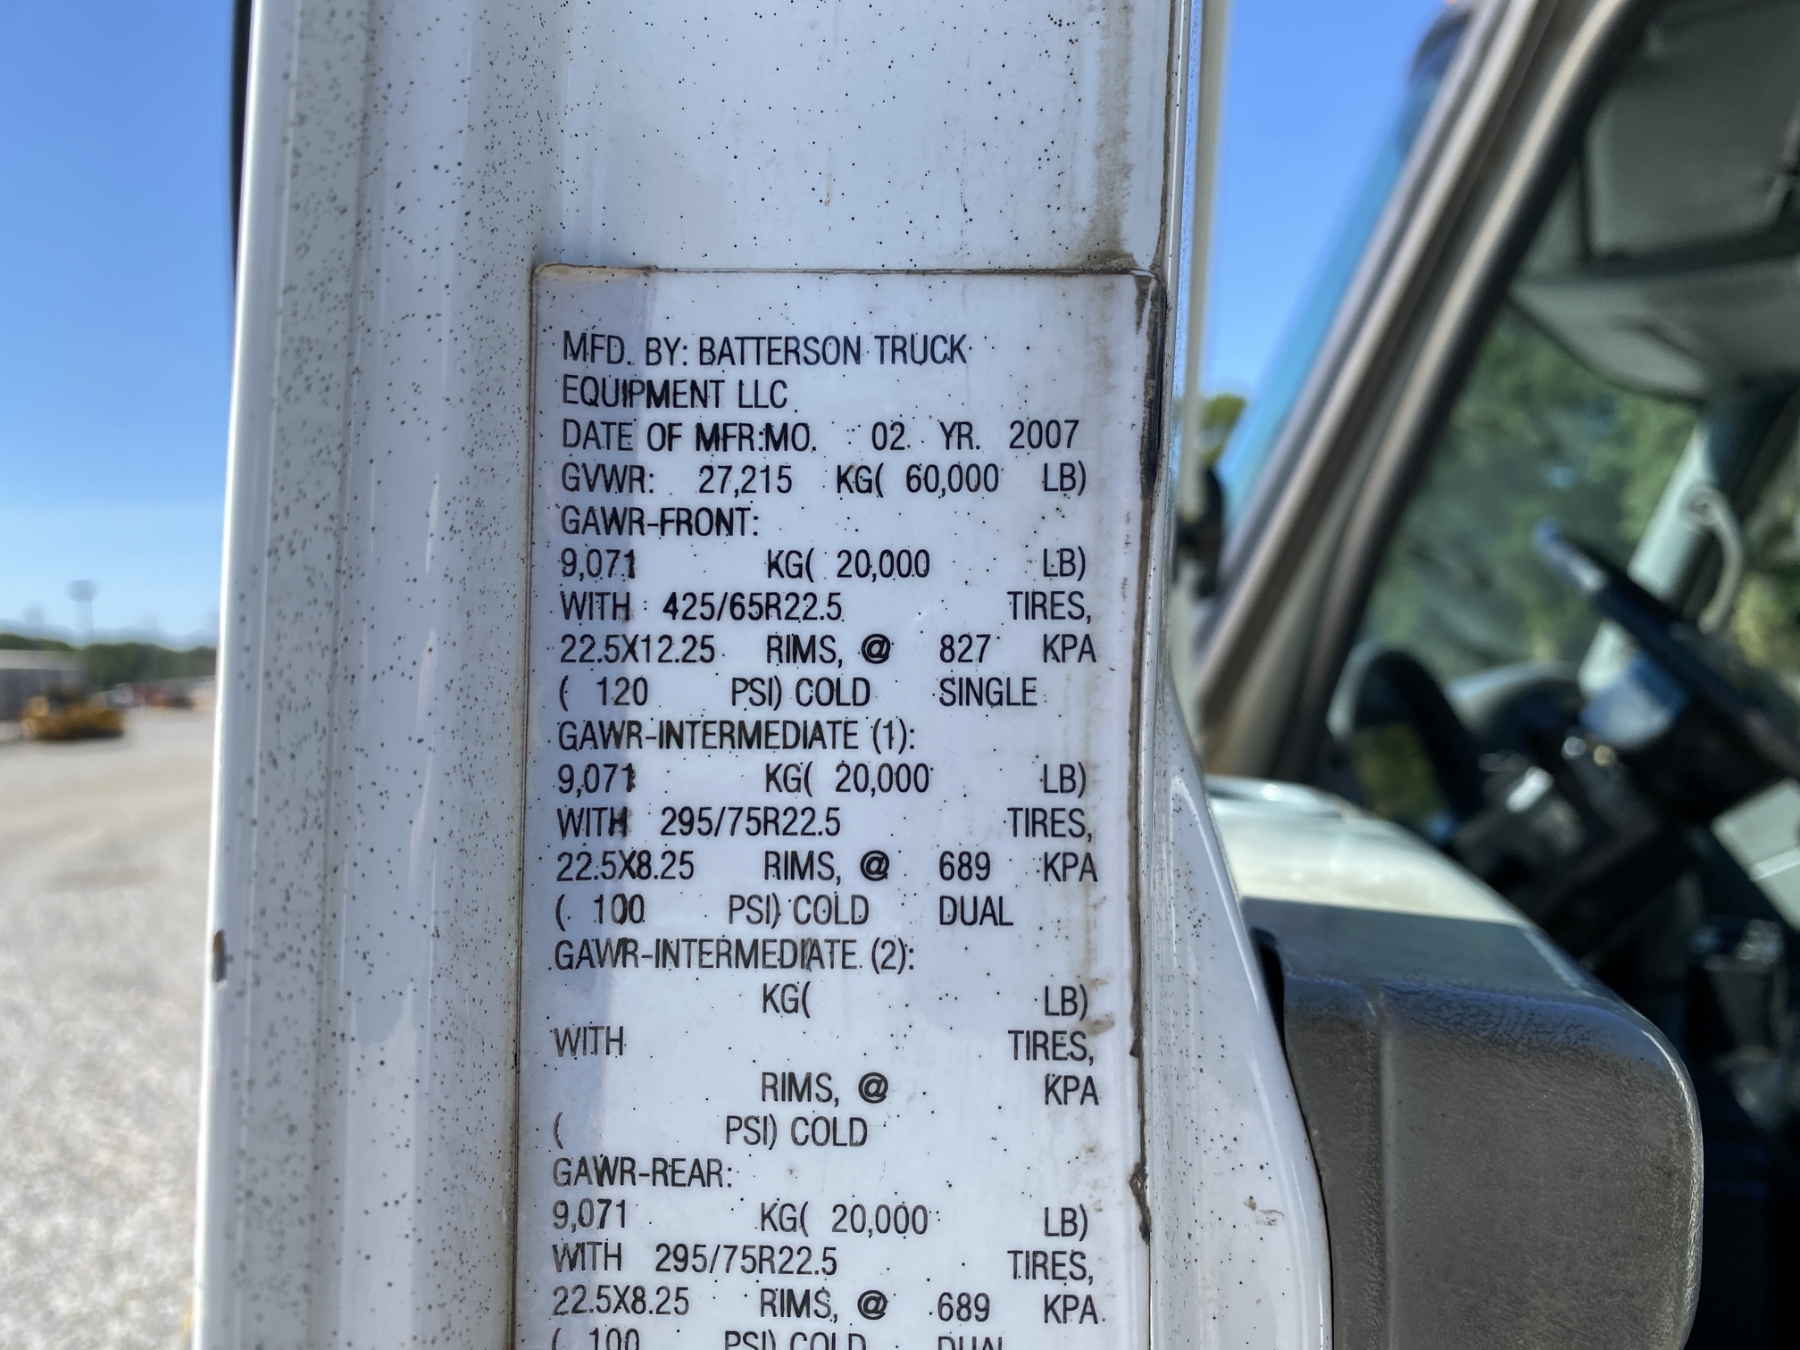 MFD. BY: BATTERSON TRUCK
EQUIPMENT LLC
DATE OF MFR:MO. 02 YR. 2007
GVWR: 27,215 KG( 60,000 LB)
GAWR-FRONT:
9,071 KG( 20,000 LB)
WITH 425/65R22.5 TIRES,
22.5X12.25 RIMS, @ 827 KPA
( 120 PSI) COLD SINGLE
GAWR-INTERMEDIATE (1):
9,071 KG( 20,000 LB)
WITH 295/75R22.5 TIRES,
22.5X8.25 RIMS, @ 689 KPA
( 100 PSI) COLD DUAL
GAWR-INTERMEDIATE (2):
KG( LB)
WITH TIRES,
RIMS, @ KPA
( PSI) COLD
GAWR-REAR:
9,071 KG( 20,000 LB)
WITH 295/75R22.5 TIRES,
22.5X8.25 RIMS, @ 689 KPA
( 100 PSI) COLD DUAL